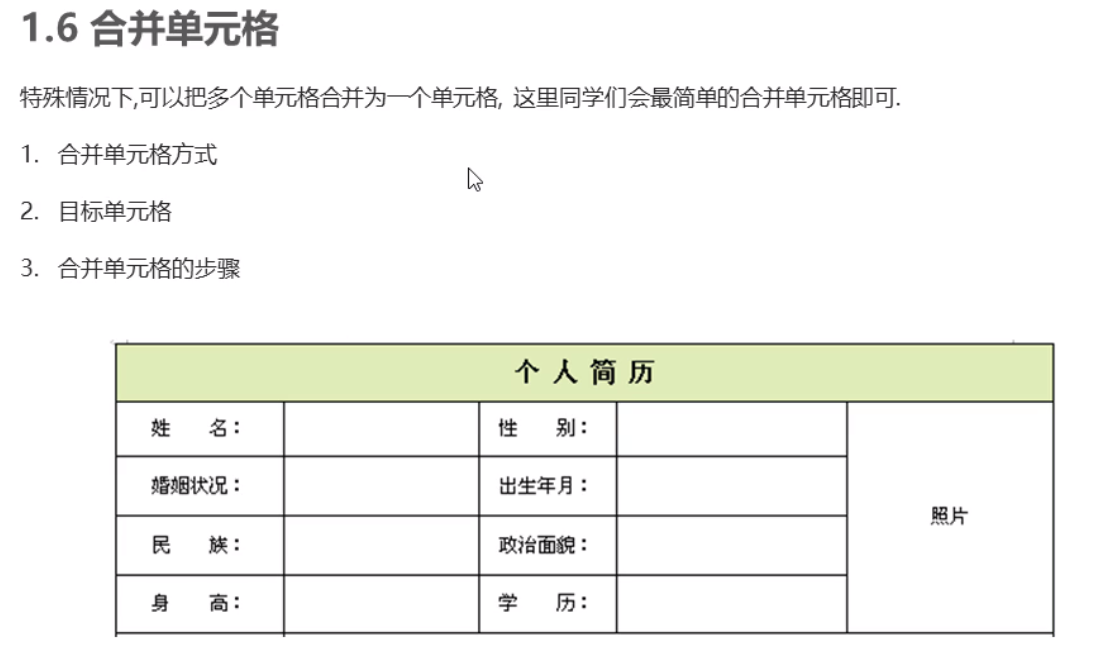 1.6 合并单元格
特殊情况下,可以把多个单元格合并为一个单元格, 这里同学们会最简单的合并单元格即可.
1. 合并单元格方式
2. 目标单元格
3. 合并单元格的步骤
个 人 简 历
姓 名： 性 别：
婚姻状况： 出生年月：
照片
民 族： 政治面貌：
身 高： 学 历：